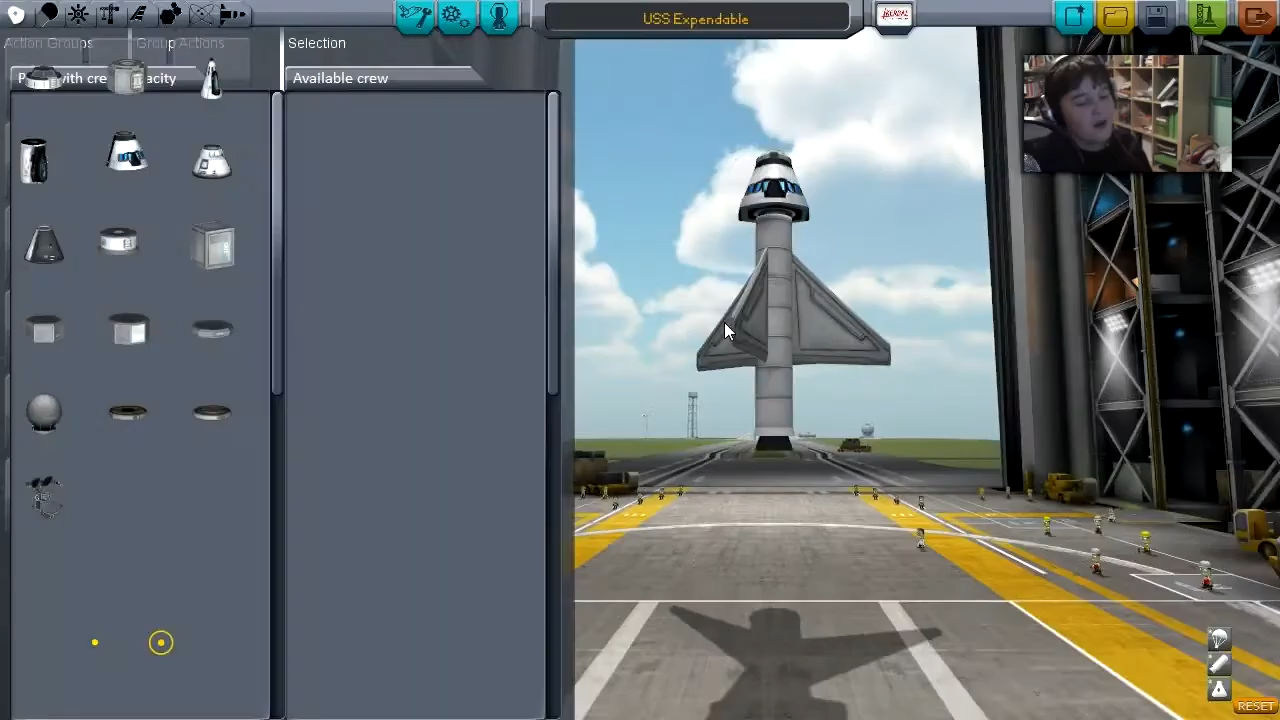 USS Expendable
Action Groups
Group Actions
Selection
Available crew
RESET